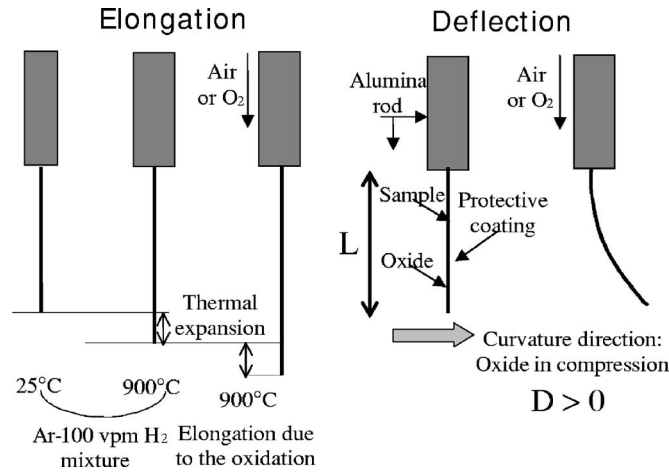 Elongation
Air
or O₂
Thermal
expansion
25°C
900°C
900°C
Ar-100 vpm H₂
mixture
Elongation due
to the oxidation
Deflection
Alumina
rod
Air
or O₂
Sample
Protective
coating
L
Oxide
Curvature direction:
Oxide in compression
D > 0